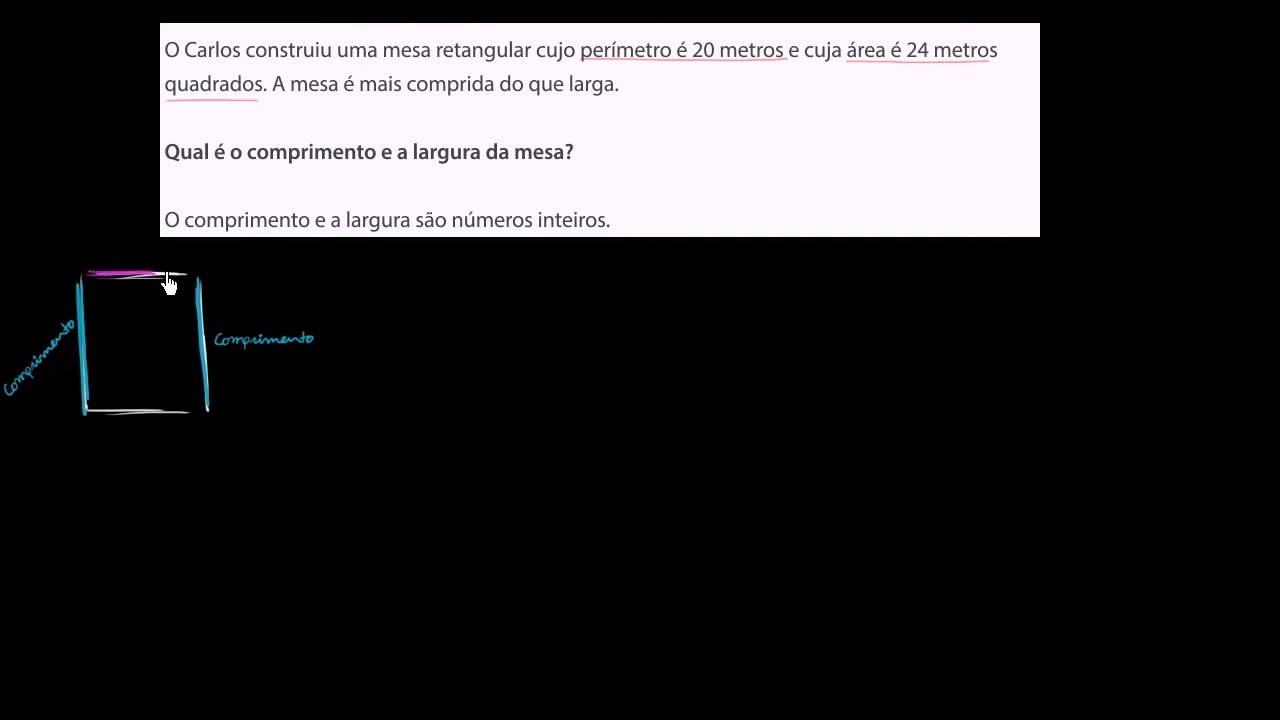 O Carlos construiu uma mesa retangular cujo perímetro é 20 metros e cuja área é 24 metros
quadrados. A mesa é mais comprida do que larga.
Qual é o comprimento e a largura da mesa?
O comprimento e a largura são números inteiros.
Comprimento
Comprimento